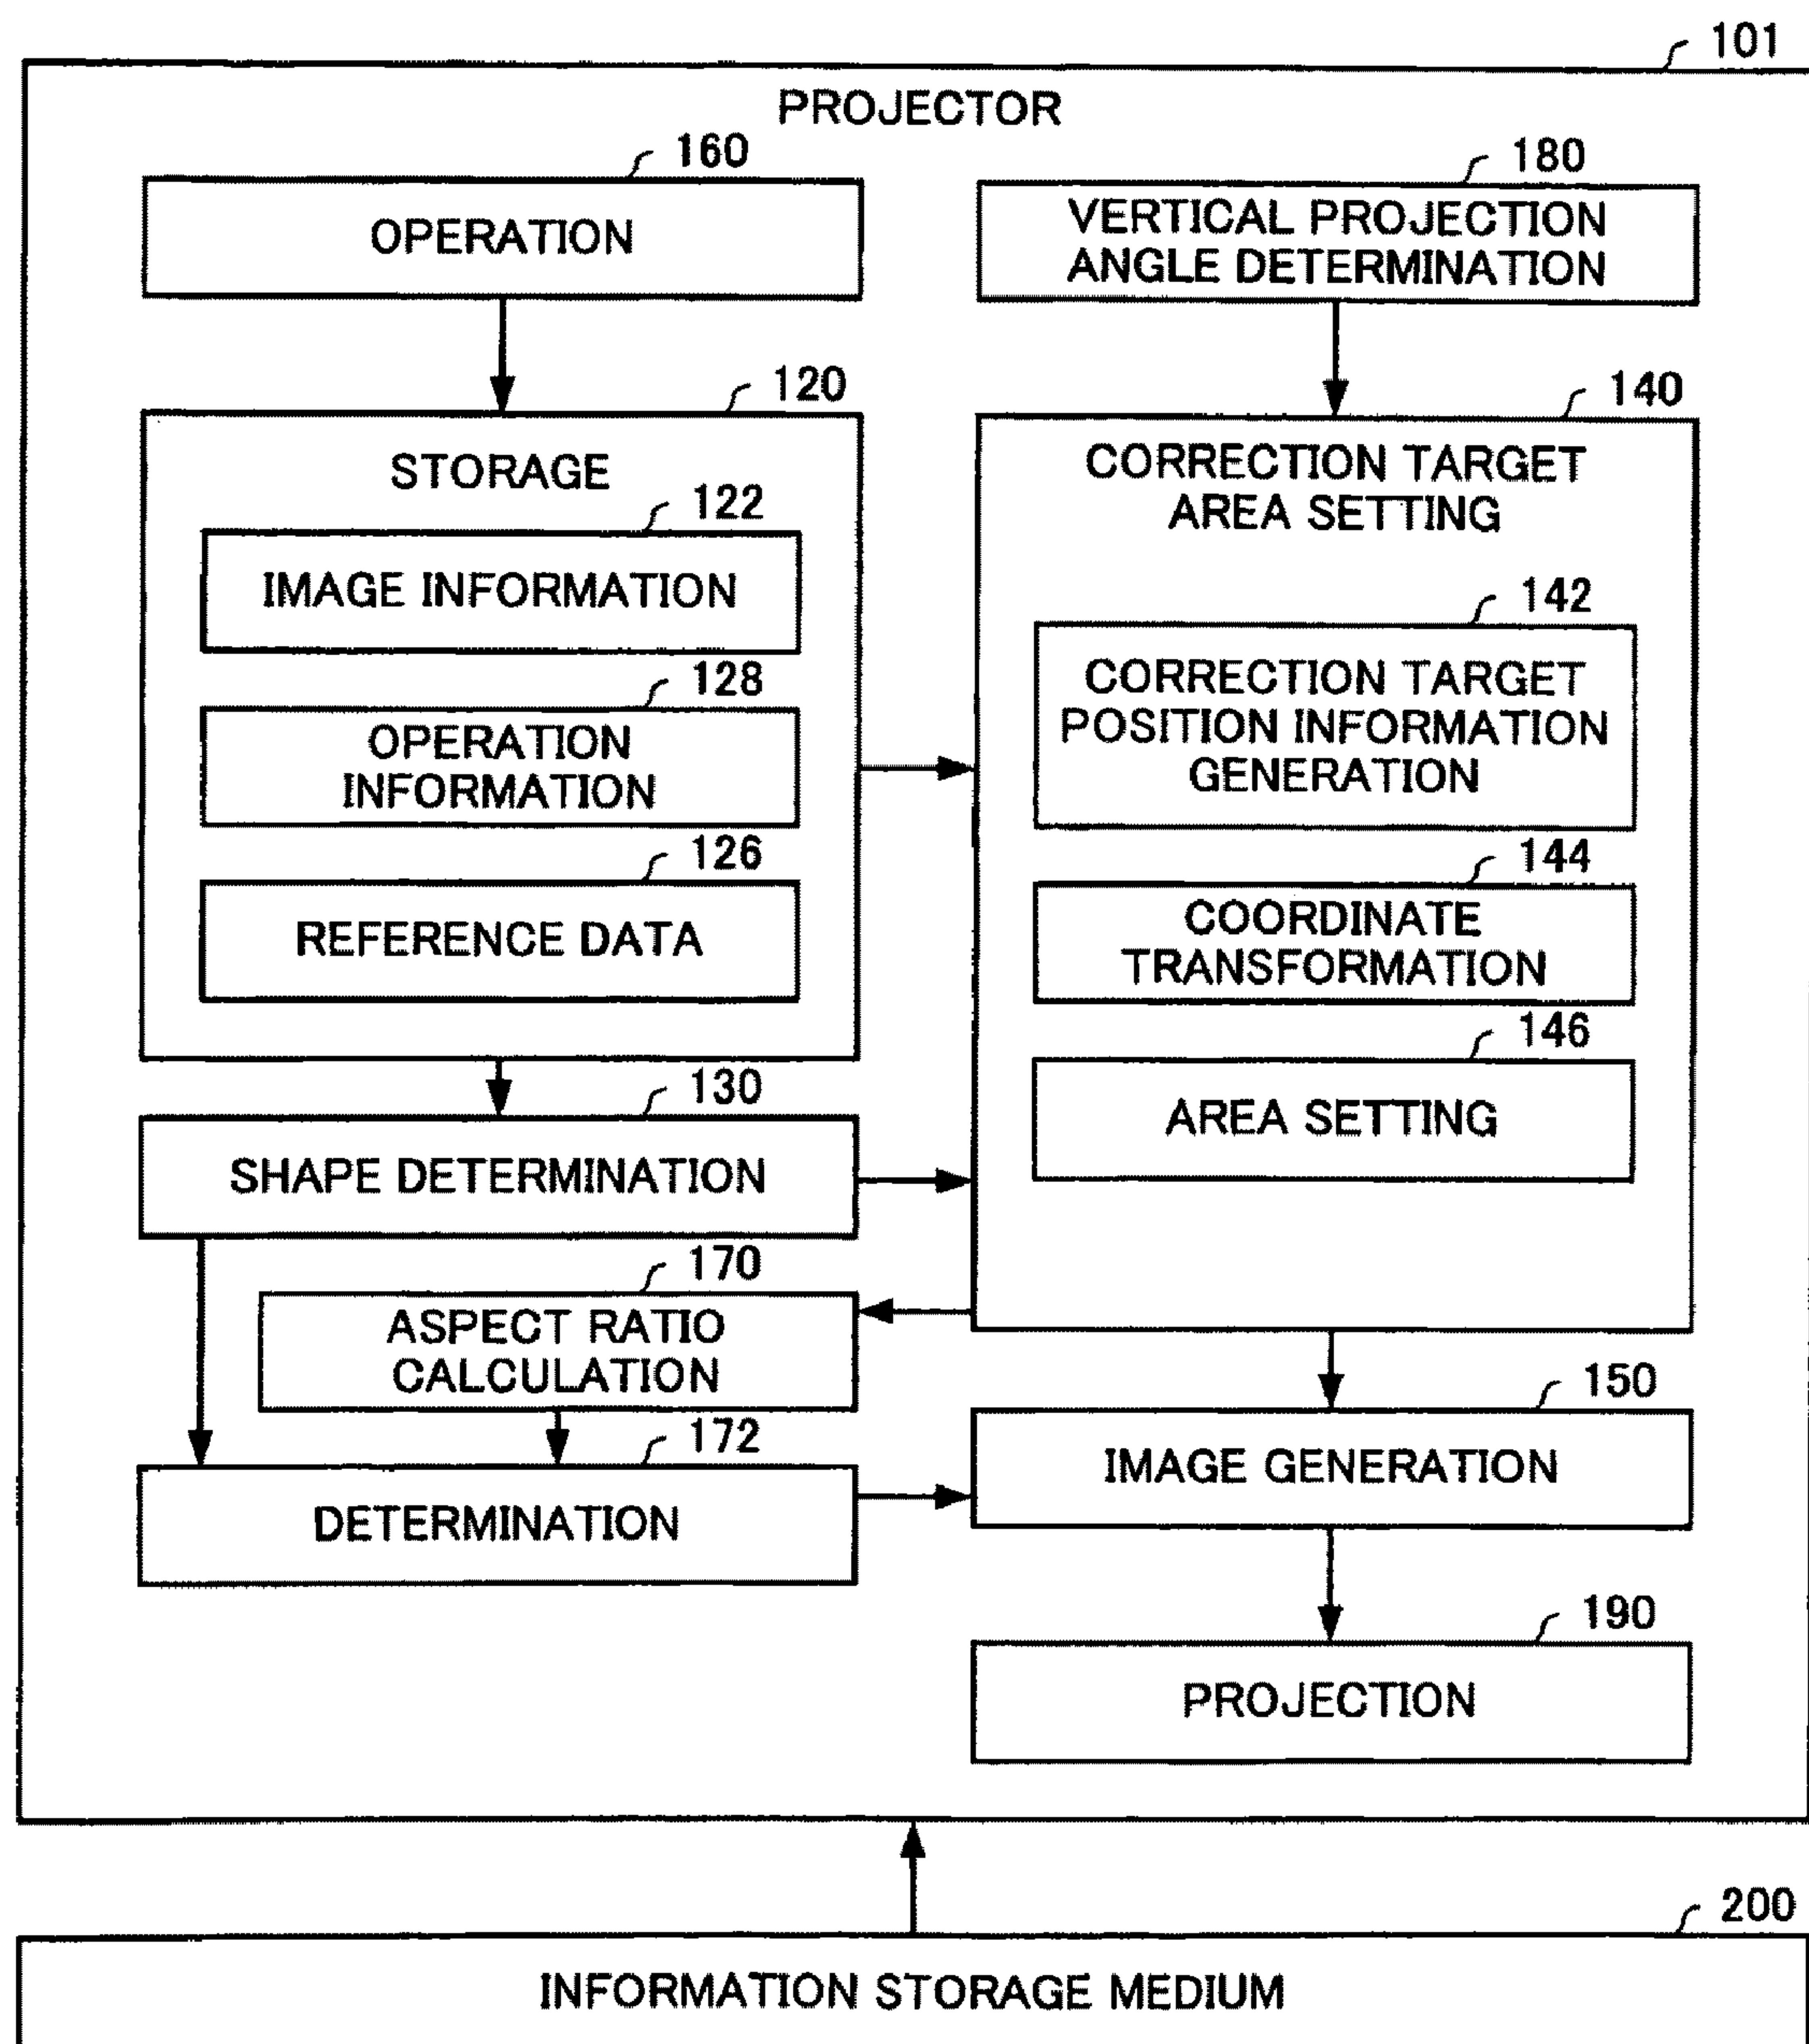 101
PROJECTOR
160
OPERATION
180
VERTICAL PROJECTION
ANGLE DETERMINATION
120
STORAGE
122
IMAGE INFORMATION
128
OPERATION
INFORMATION
126
REFERENCE DATA
140
CORRECTION TARGET
AREA SETTING
142
CORRECTION TARGET
POSITION INFORMATION
GENERATION
144
COORDINATE
TRANSFORMATION
146
AREA SETTING
130
SHAPE DETERMINATION
170
ASPECT RATIO
CALCULATION
172
DETERMINATION
150
IMAGE GENERATION
190
PROJECTION
200
INFORMATION STORAGE MEDIUM